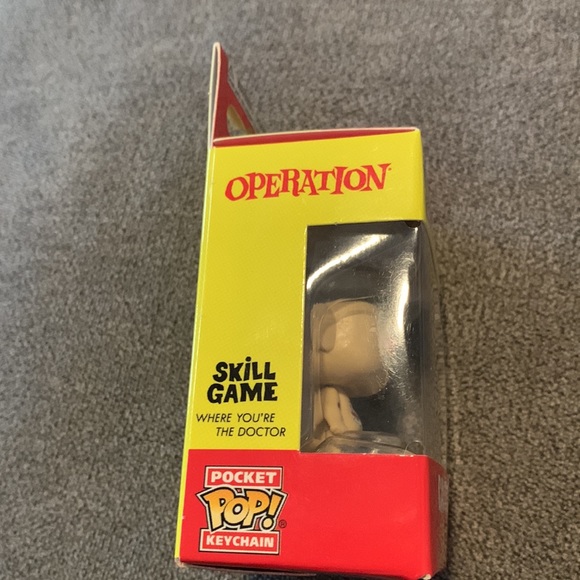 OPERATION
SKiLL
GAME
WHERE YOU'RE
THE DOCTOR
POCKET
POP!®
KEYCHAIN